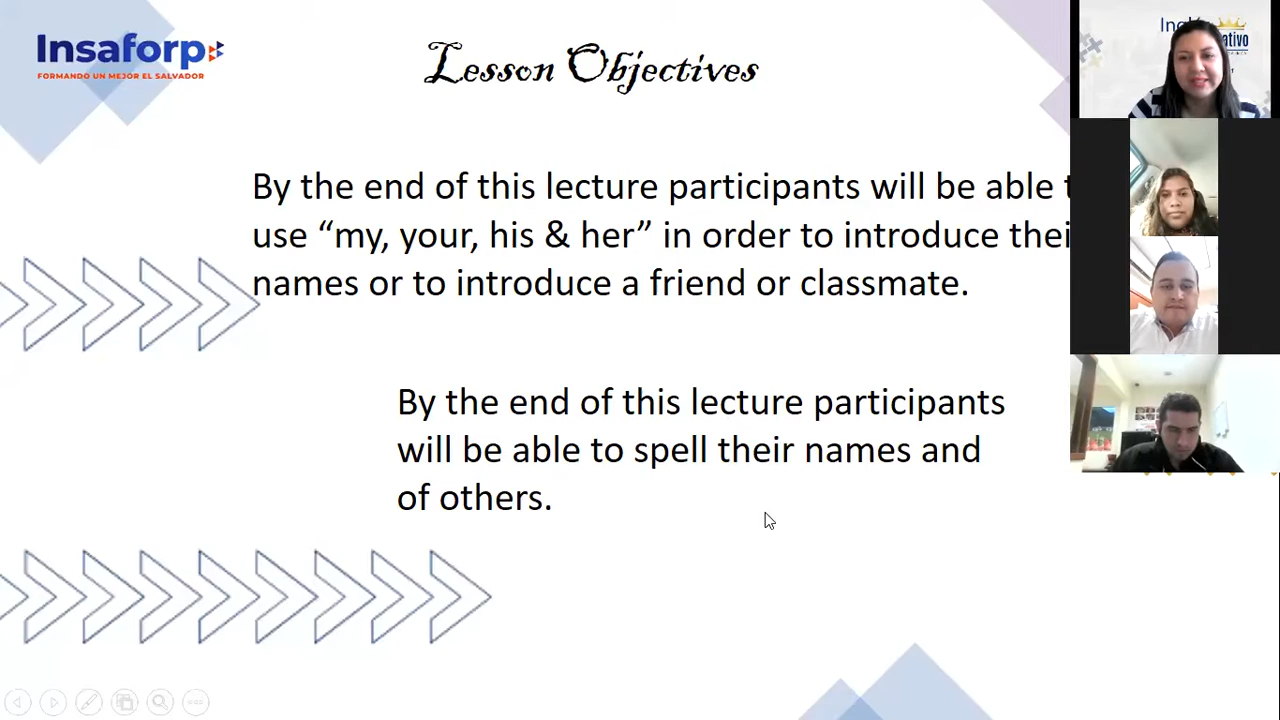 Insaforp
FORMANDO UN MEJOR EL SALVADOR
Lesson Objectives
By the end of this lecture participants will be able
use “my, your, his & her” in order to introduce thei
names or to introduce a friend or classmate.
By the end of this lecture participants
will be able to spell their names and
of others.